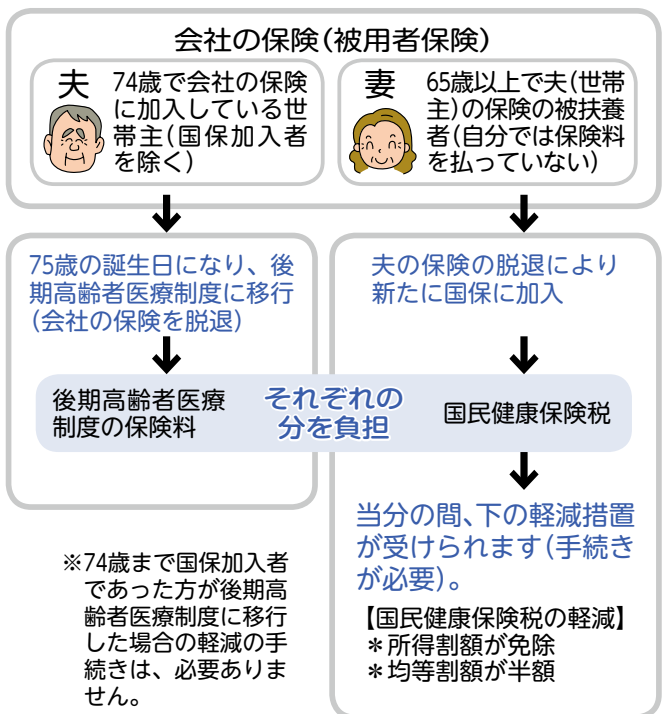 会社の保険(被用者保険)
夫
74歳で会社の保険
に加入している世
帯主(国保加入者
を除く)
妻
65歳以上で夫(世帯
主)の保険の被扶養
者(自分では保険料
を払っていない)
75歳の誕生日になり、後
期高齢者医療制度に移行
(会社の保険を脱退)
夫の保険の脱退により
新たに国保に加入
後期高齢者医療
制度の保険料
それぞれの
分を負担
国民健康保険税
当分の間、下の軽減措置
が受けられます(手続き
が必要)。
【国民健康保険税の軽減】
＊所得割額が免除
＊均等割額が半額
※74歳まで国保加入者
であった方が後期高
齢者医療制度に移行
した場合の軽減の手
続きは、必要ありま
せん。